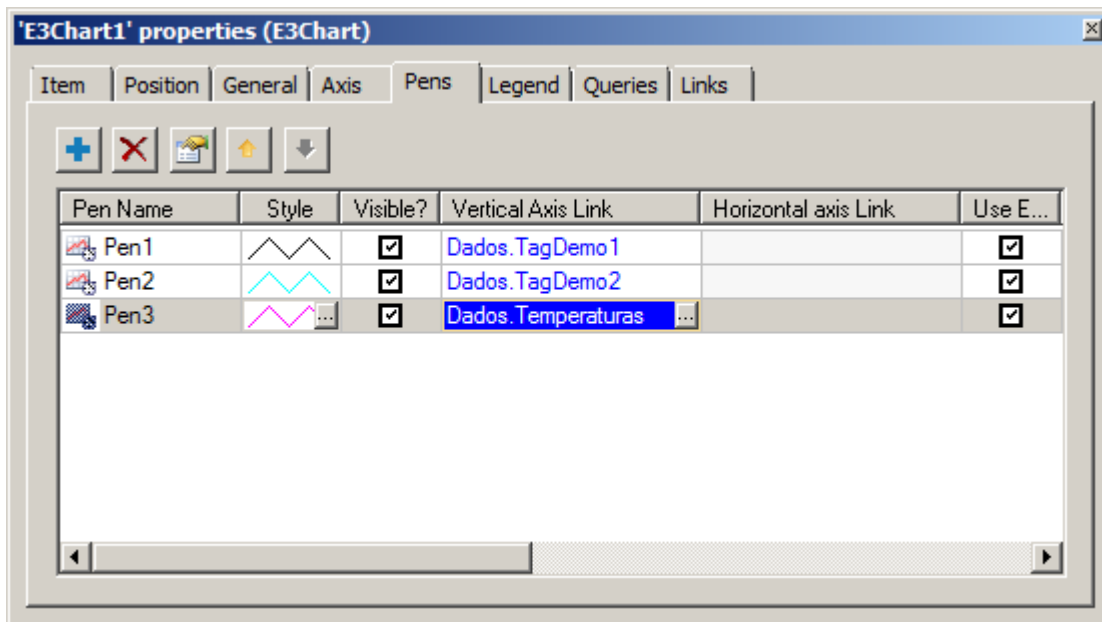 'E3Chart1' properties (E3Chart)
Item Position General Axis Pens Legend Queries Links
Pen Name Style Visible? Vertical Axis Link Horizontal axis Link Use E...
Pen1 Dados.TagDemo1
Pen2 Dados.TagDemo2
Pen3 ... Dados.Temperaturas ...